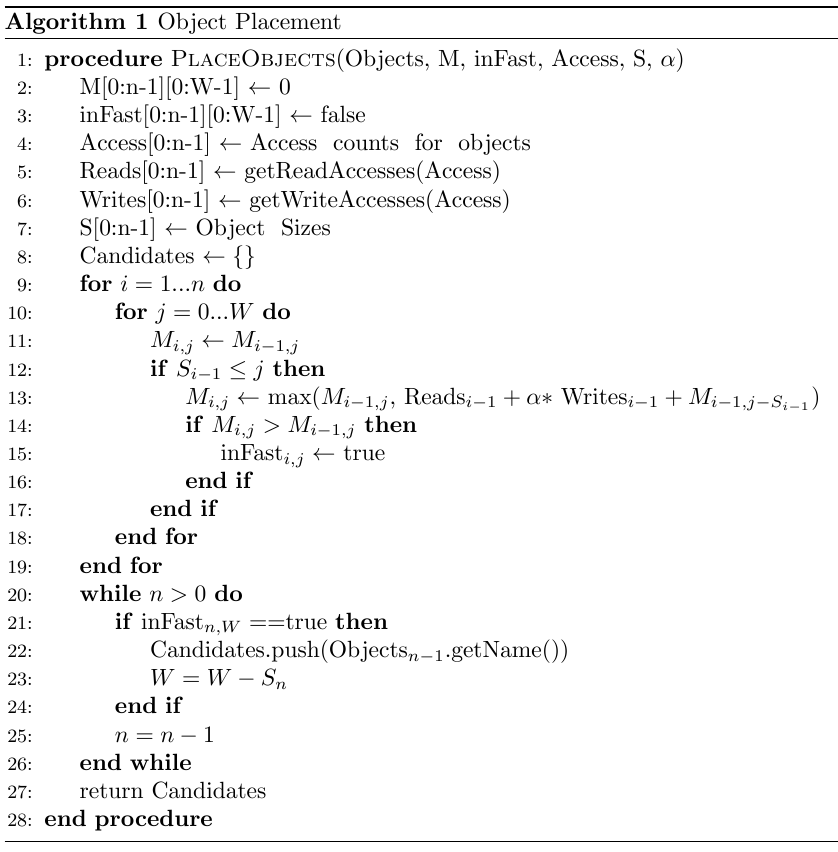 Algorithm 1 Object Placement
1: procedure PlaceObjects(Objects, M, inFast, Access, S, α)
2: M[0:n-1][0:W-1] ← 0
3: inFast[0:n-1][0:W-1] ← false
4: Access[0:n-1] ← Access counts for objects
5: Reads[0:n-1] ← getReadAccesses(Access)
6: Writes[0:n-1] ← getWriteAccesses(Access)
7: S[0:n-1] ← Object Sizes
8: Candidates ← {}
9: for i = 1...n do
10: for j = 0...W do
11: M_{i,j} ← M_{i−1,j}
12: if S_{i−1} ≤ j then
13: M_{i,j} ← max(M_{i−1,j}, Reads_{i−1} + α∗ Writes_{i−1} + M_{i−1,j−S_{i−1}})
14: if M_{i,j} > M_{i−1,j} then
15: inFast_{i,j} ← true
16: end if
17: end if
18: end for
19: end for
20: while n > 0 do
21: if inFast_{n,W} ==true then
22: Candidates.push(Objects_{n−1}.getName())
23: W = W − S_n
24: end if
25: n = n − 1
26: end while
27: return Candidates
28: end procedure